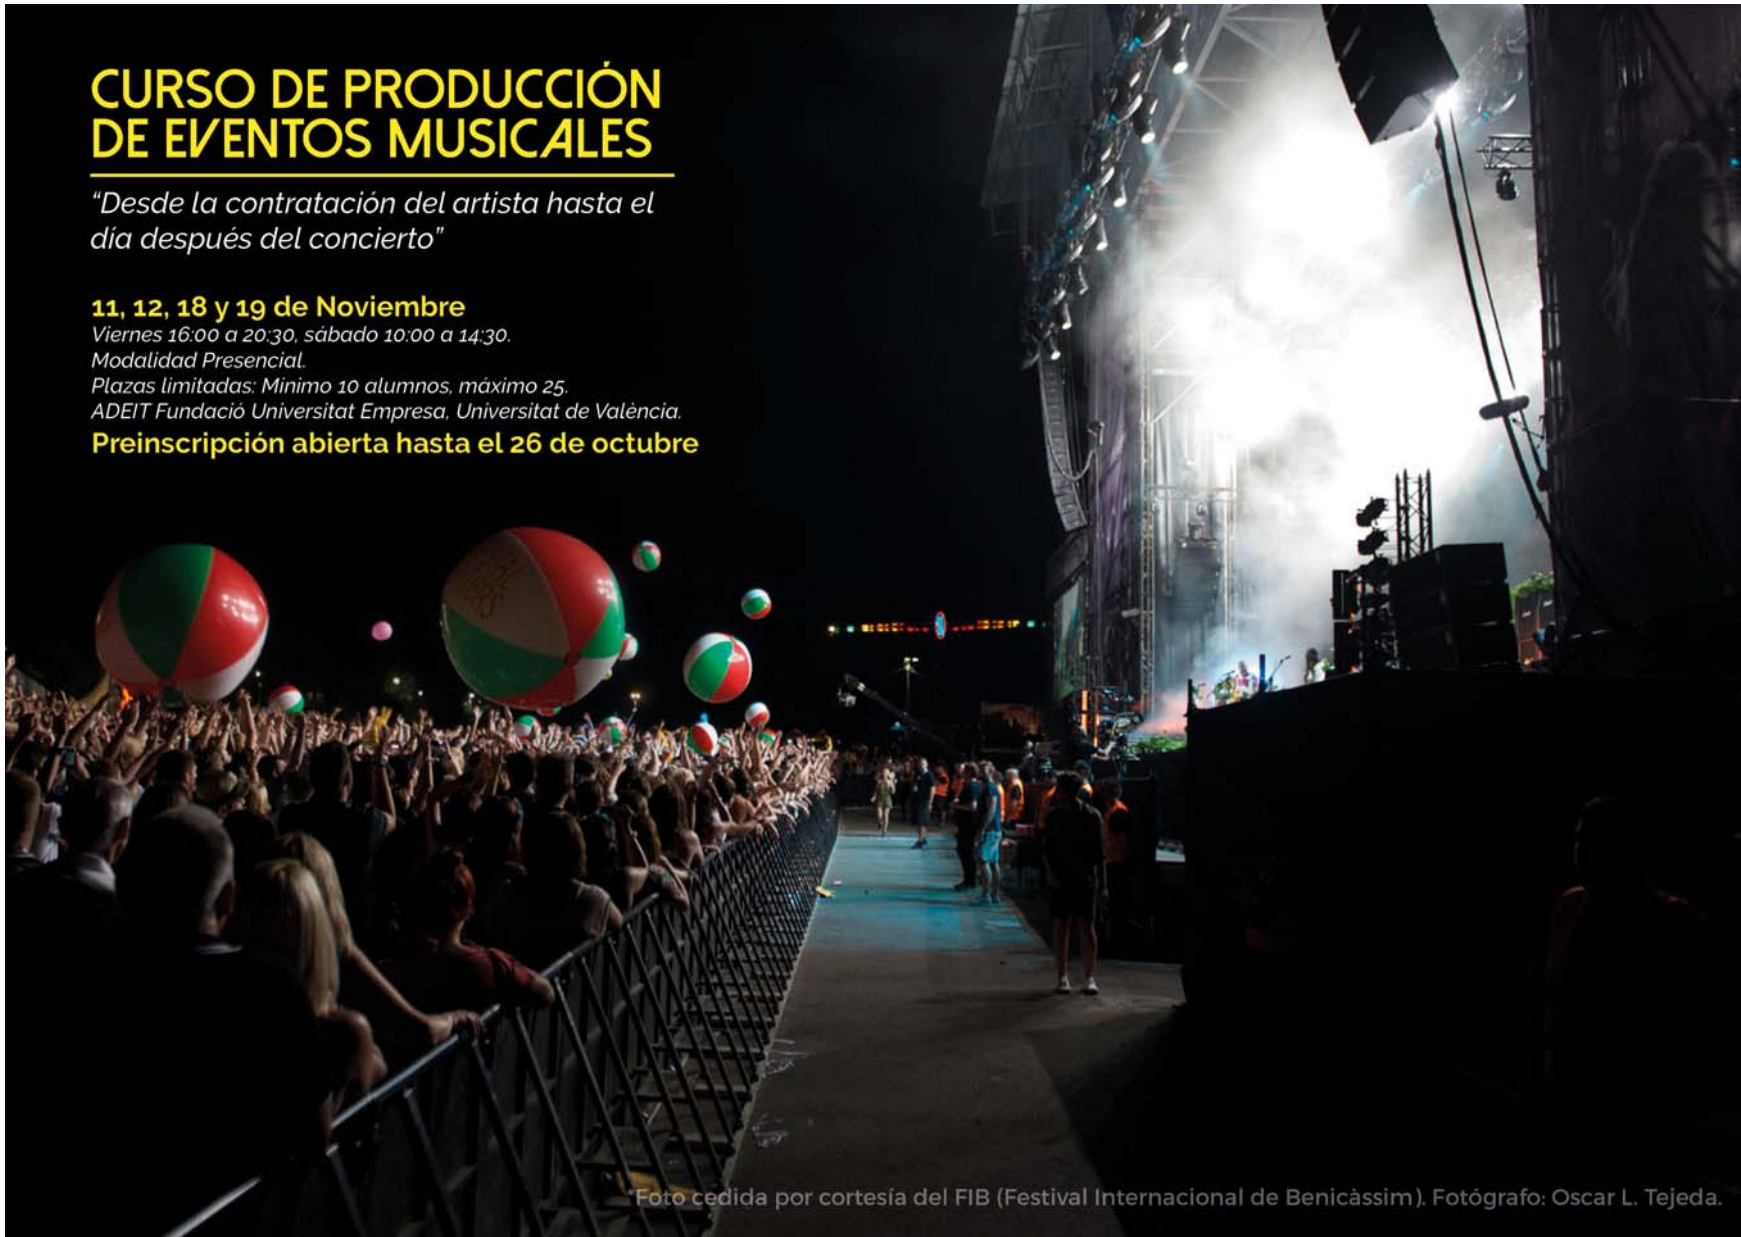 CURSO DE PRODUCCIÓN
DE EVENTOS MUSICALES
“Desde la contratación del artista hasta el
día después del concierto”
11, 12, 18 y 19 de Noviembre
Viernes 16:00 a 20:30, sábado 10:00 a 14:30.
Modalidad Presencial.
Plazas limitadas: Mínimo 10 alumnos, máximo 25.
ADEIT Fundació Universitat Empresa, Universitat de València.
Preinscripción abierta hasta el 26 de octubre
*Foto cedida por cortesía del FIB (Festival Internacional de Benicàssim). Fotógrafo: Oscar L. Tejeda.